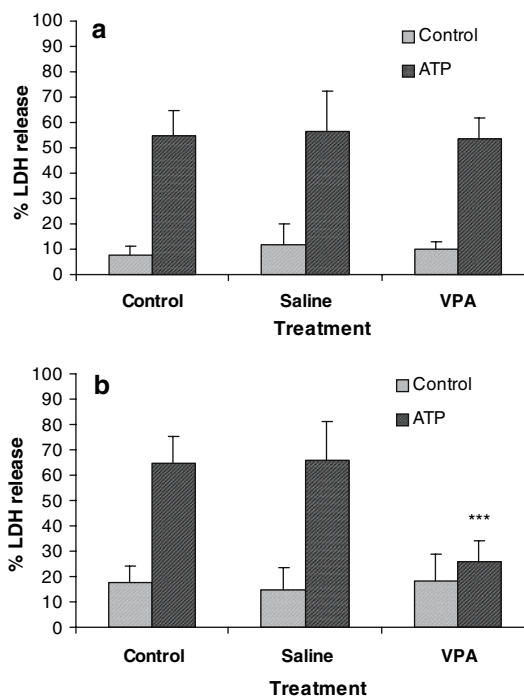 a
Control
ATP
100
90
80
70
60
50
40
30
20
10
0
% LDH release
Control Saline VPA
Treatment
b
Control
ATP
100
90
80
70
60
50
40
30
20
10
0
% LDH release
***
Control Saline VPA
Treatment